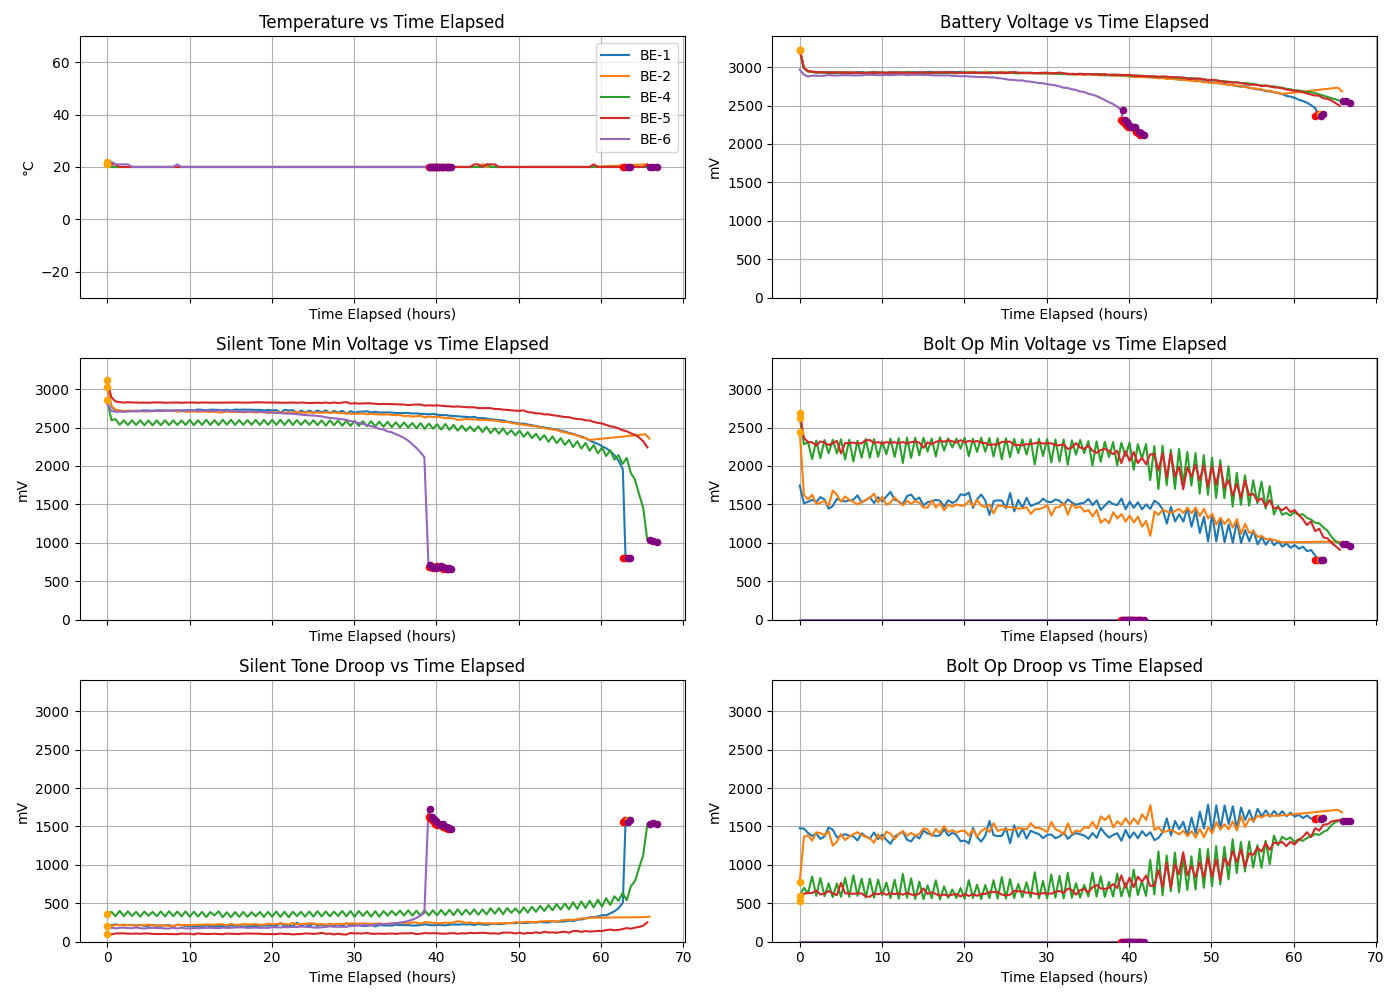 Temperature vs Time Elapsed
60
40
20
0
−20
°C
Time Elapsed (hours)
BE-1
BE-2
BE-4
BE-5
BE-6
Battery Voltage vs Time Elapsed
3000
2500
2000
1500
1000
500
0
mV
Time Elapsed (hours)
Silent Tone Min Voltage vs Time Elapsed
3000
2500
2000
1500
1000
500
0
mV
Time Elapsed (hours)
Bolt Op Min Voltage vs Time Elapsed
3000
2500
2000
1500
1000
500
0
mV
Time Elapsed (hours)
Silent Tone Droop vs Time Elapsed
3000
2500
2000
1500
1000
500
0
mV
0 10 20 30 40 50 60 70
Time Elapsed (hours)
Bolt Op Droop vs Time Elapsed
3000
2500
2000
1500
1000
500
0
mV
0 10 20 30 40 50 60 70
Time Elapsed (hours)